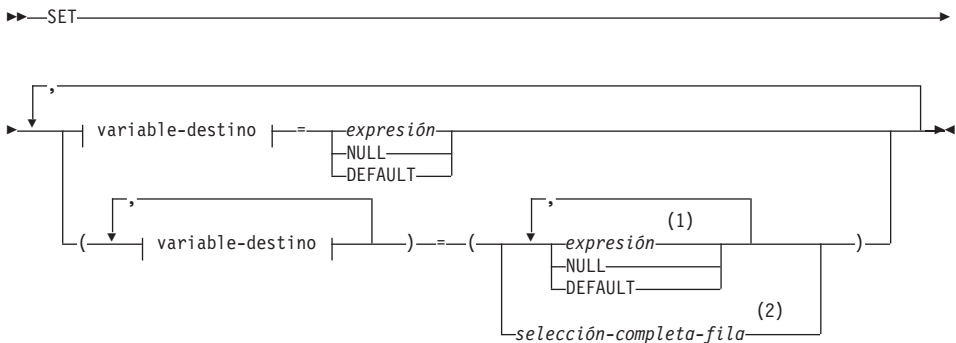 SET
,
variable-destino = expresión
NULL
DEFAULT
, ,
( variable-destino ) = ( expresión (1) )
NULL
DEFAULT
selección-completa-fila (2)